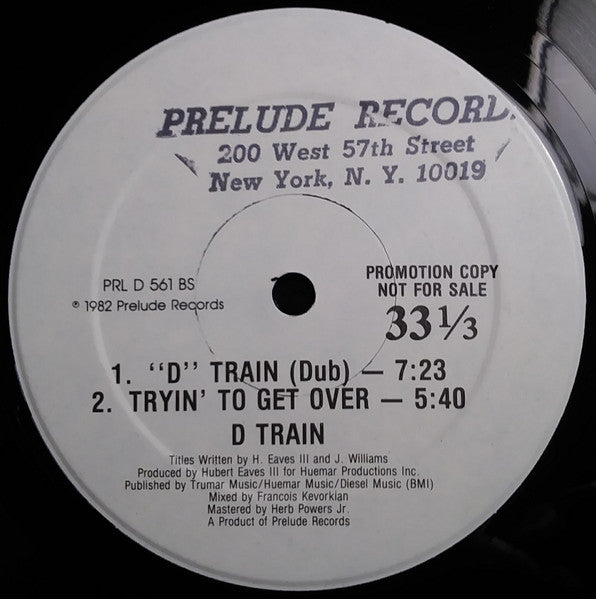 PRELUDE RECORD
200 West 57th Street
New York, N. Y. 10019
PRL D 561 BS
℗ 1982 Prelude Records
PROMOTION COPY
NOT FOR SALE
33 1/3
1. “D” TRAIN (Dub) — 7:23
2. TRYIN’ TO GET OVER — 5:40
D TRAIN
Titles Written by H. Eaves III and J. Williams
Produced by Hubert Eaves III for Huemar Productions Inc.
Published by Trumar Music/Huemar Music/Diesel Music (BMI)
Mixed by Francois Kevorkian
Mastered by Herb Powers Jr.
A Product of Prelude Records